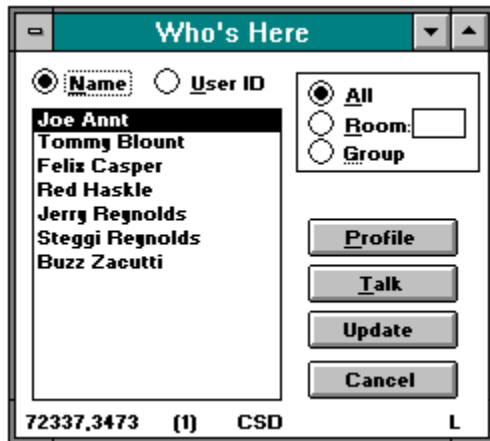 Who's Here
Name User ID
Joe Annt
Tommy Blount
Feliz Casper
Red Haskle
Jerry Reynolds
Steggi Reynolds
Buzz Zacutti
All
Room:
Group
Profile
Talk
Update
Cancel
72337,3473 (1) CSD L